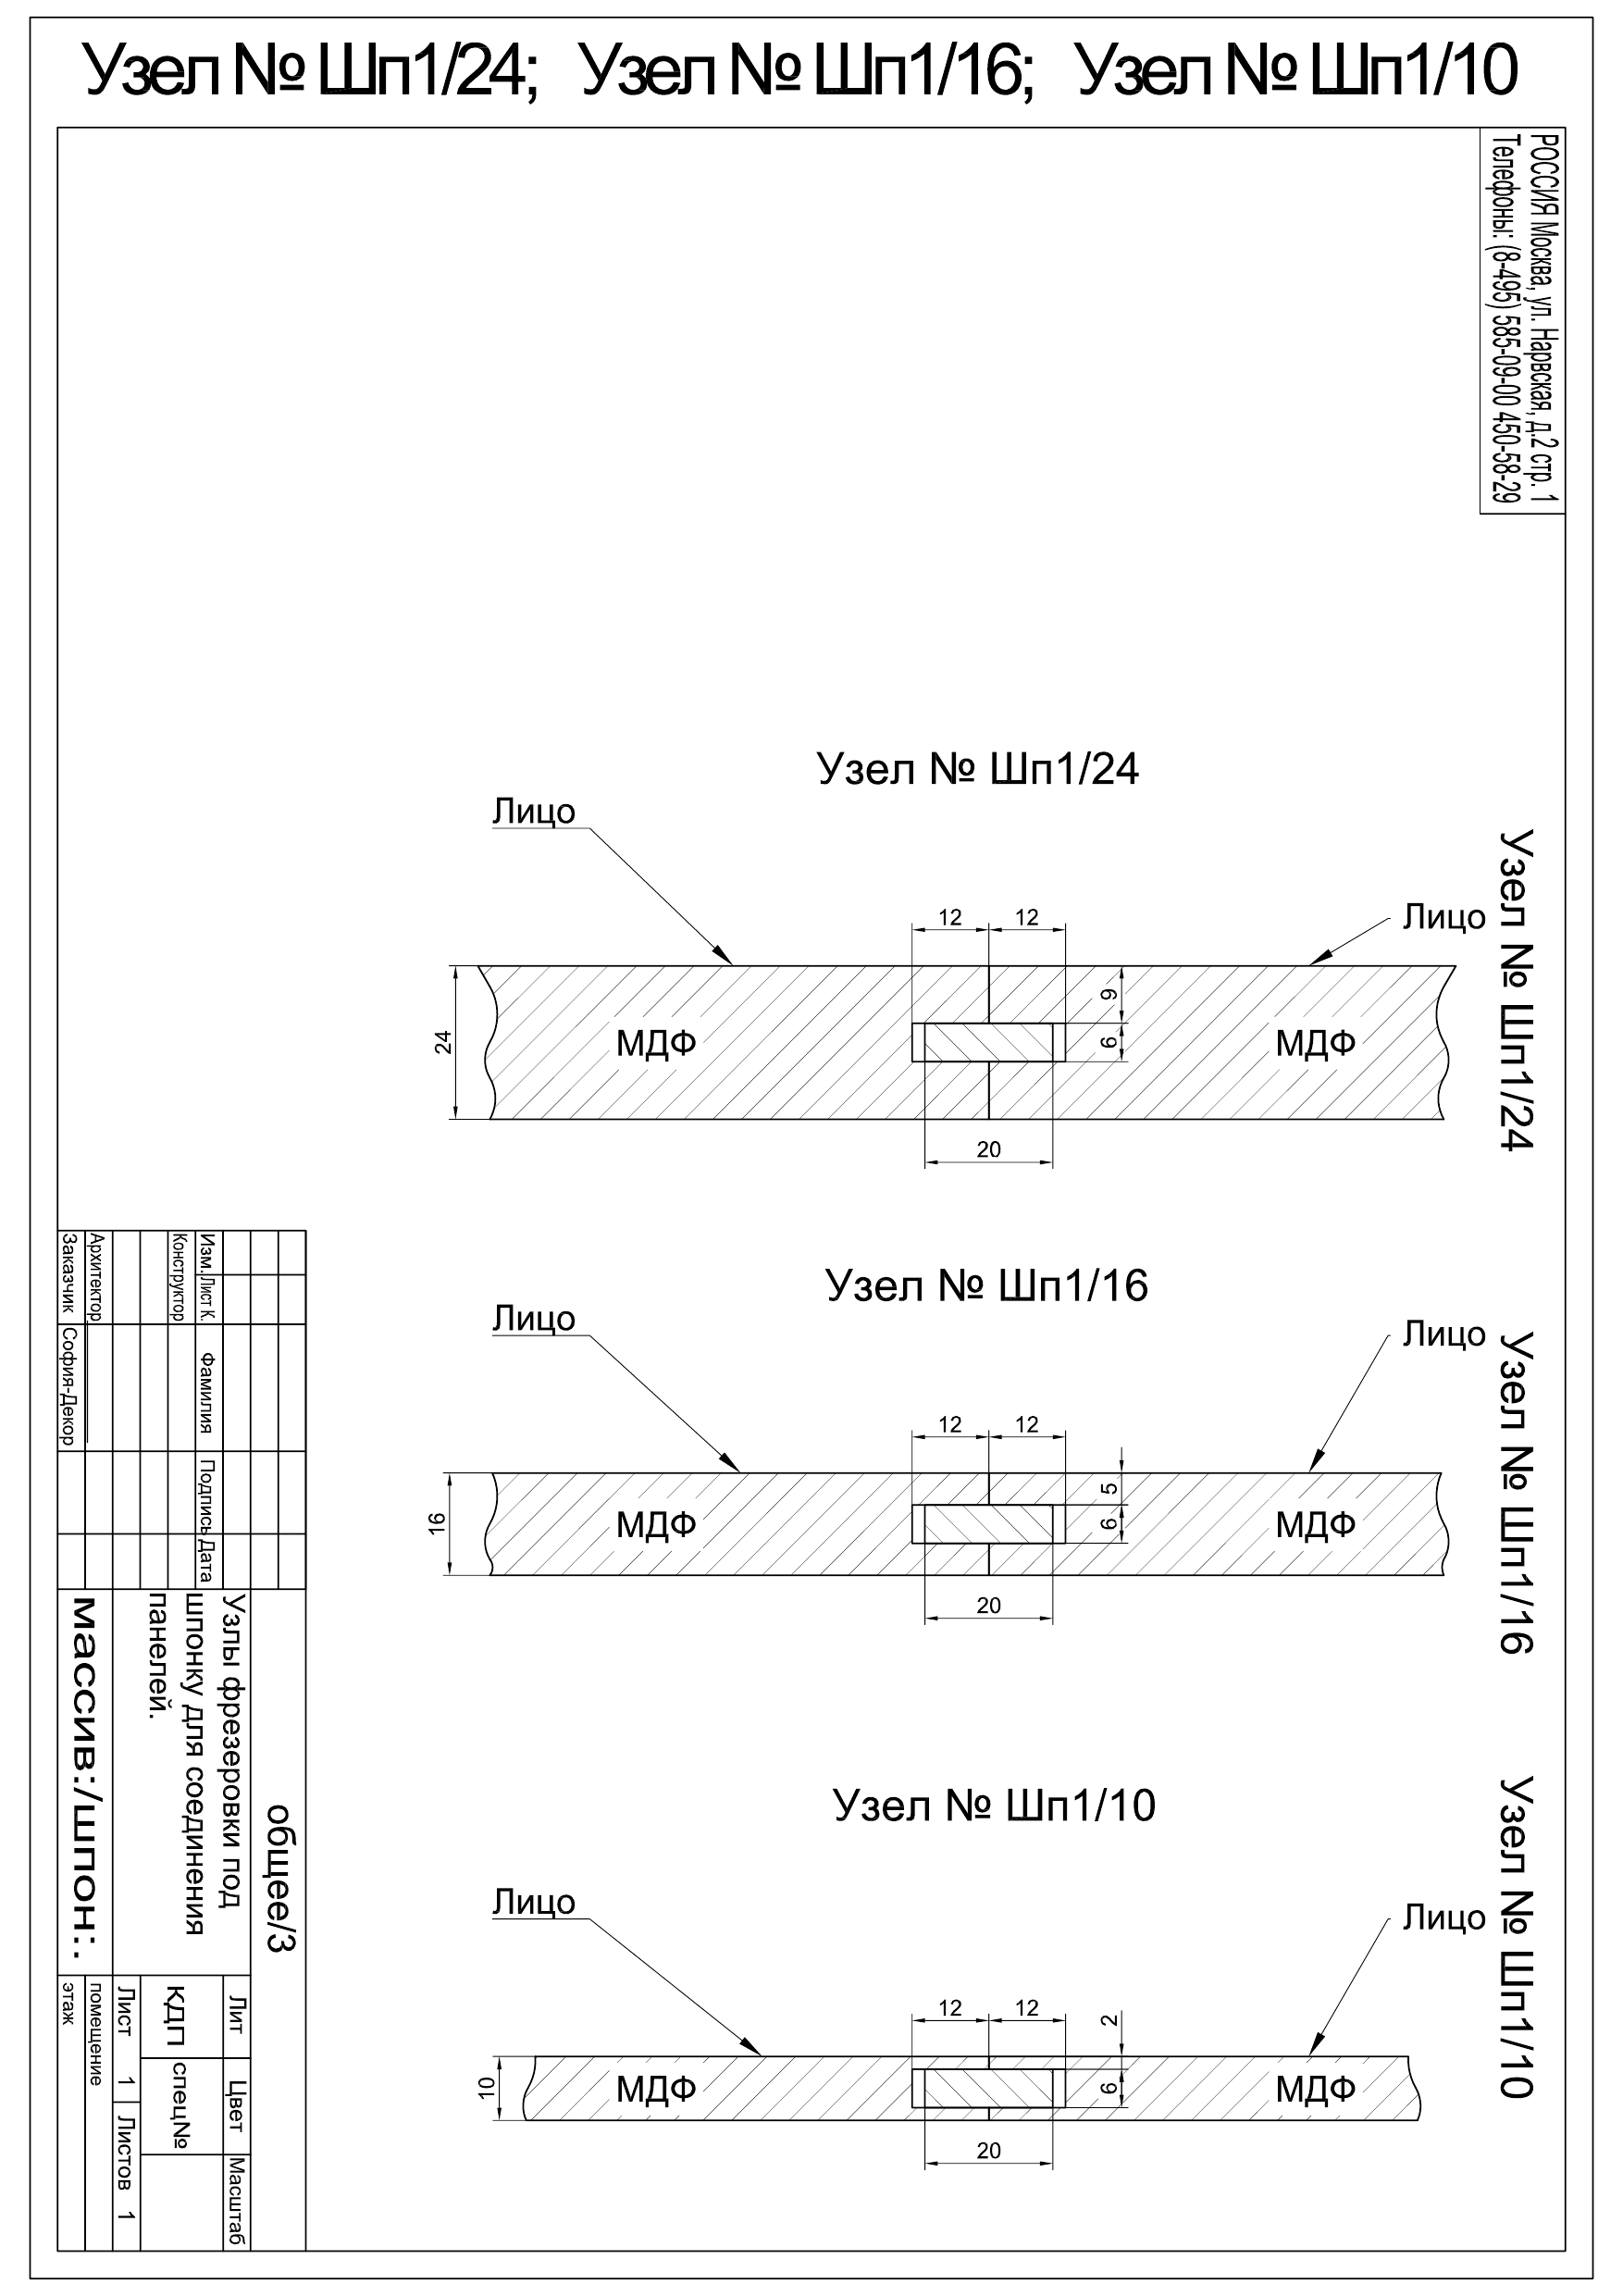 Узел № Шп1/24; Узел № Шп1/16; Узел № Шп1/10
РОССИЯ Москва, ул. Нарвская, д.2 стр. 1
Телефоны: (8-495) 585-09-00 450-58-29
Узел № Шп1/24
Узел № Шп1/24
Лицо
Лицо
12
12
9
6
24
МДФ
МДФ
20
Узел № Шп1/16
Узел № Шп1/16
Лицо
Лицо
12
12
5
6
16
МДФ
МДФ
20
Узел № Шп1/10
Узел № Шп1/10
Лицо
Лицо
12
12
2
6
10
МДФ
МДФ
20
общее/3
Изм. Лист К. Фамилия Подпись Дата
Конструктор
Архитектор
Заказчик София-Декор
Узлы фрезеровки под
шпонку для соединения
панелей.
массив:/шпон:.
Лит Цвет Масштаб
КДП спец№
Лист 1 Листов 1
помещение
этаж